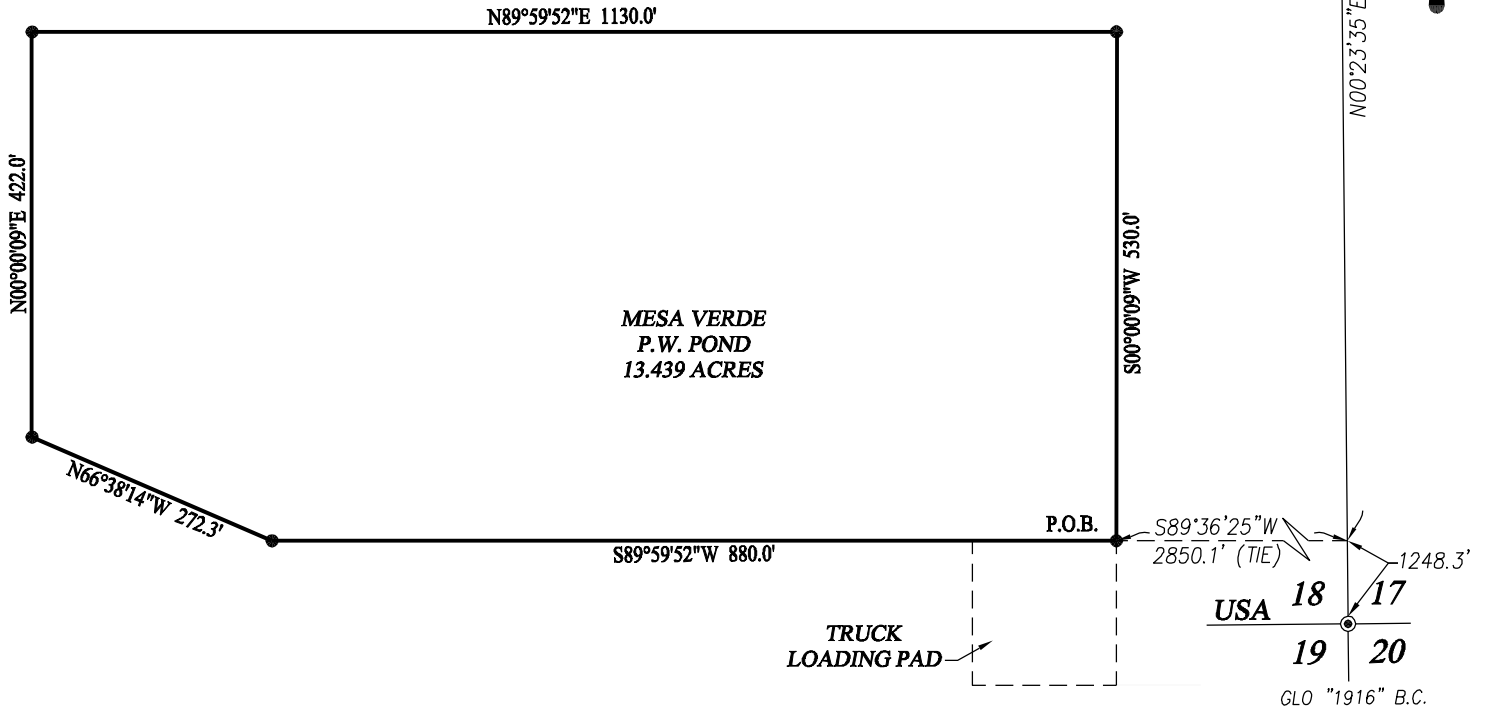 N89°59'52"E 1130.0'
N00°23'35"E
N00°00'09"E 422.0'
S00°00'09"W 530.0'
MESA VERDE
P.W. POND
13.439 ACRES
N66°38'14"W 272.3'
P.O.B.
S89°59'52"W 880.0'
S89°36'25"W
2850.1' (TIE)
1248.3'
18 17
USA
19 20
TRUCK
LOADING PAD
GLO "1916" B.C.